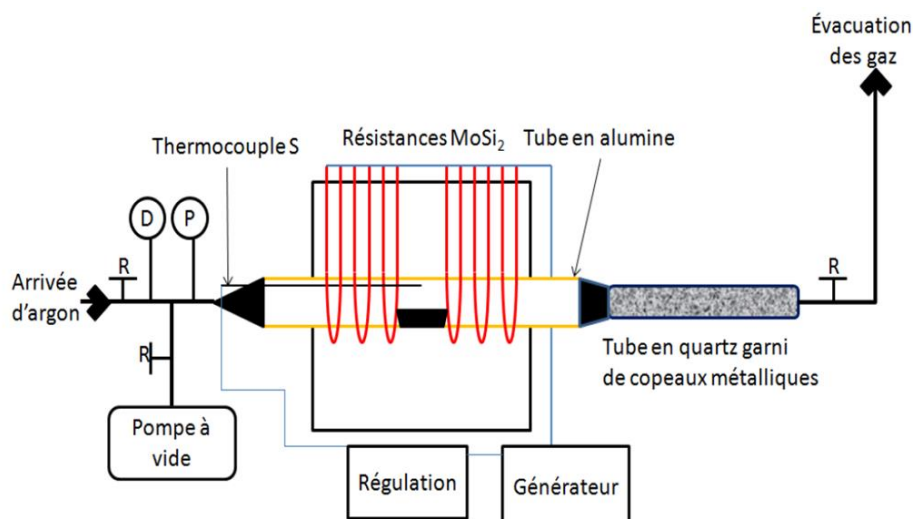 Évacuation
des gaz
Thermocouple S
Résistances MoSi₂
Tube en alumine
D
P
R
R
Arrivée
d'argon
R
Tube en quartz garni
de copeaux métalliques
Pompe à
vide
Régulation
Générateur